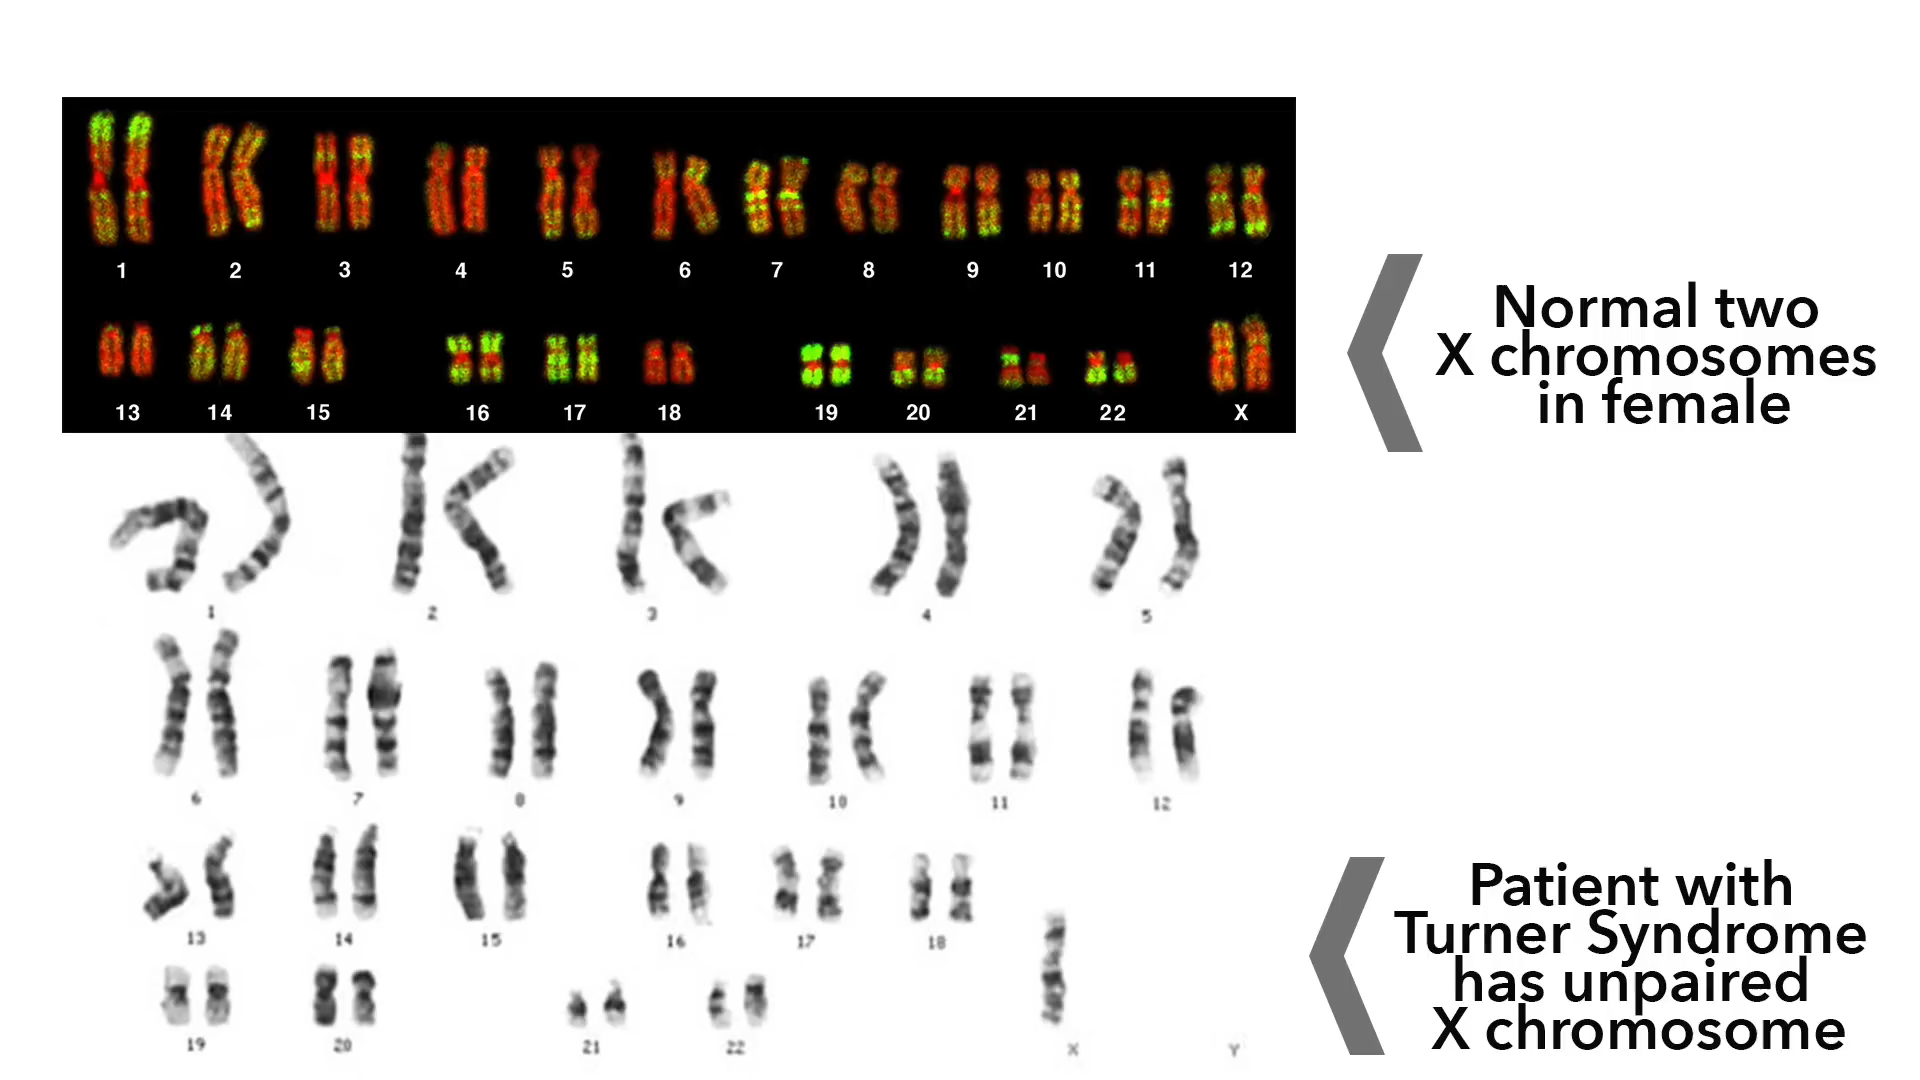 1 2 3 4 5 6 7 8 9 10 11 12
13 14 15 16 17 18 19 20 21 22 X
Normal two
X chromosomes
in female
1 2 3 4 5
6 7 8 9 10 11 12
13 14 15 16 17 18
19 20 21 22 X Y
Patient with
Turner Syndrome
has unpaired
X chromosome